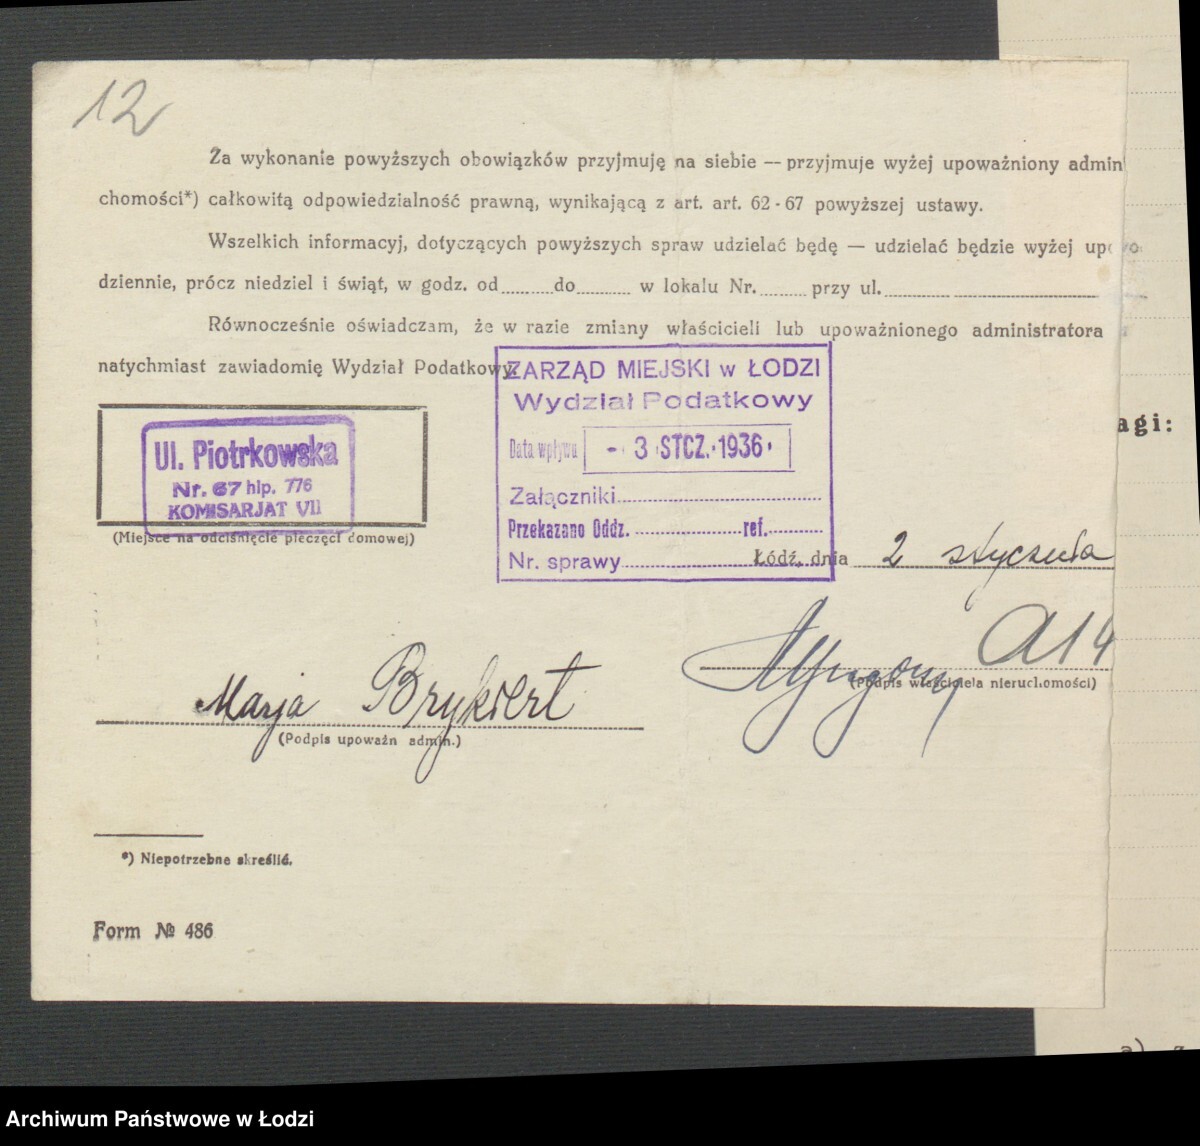 12
Za wykonanie powyższych obowiązków przyjmuję na siebie — przyjmuje wyżej upoważniony admin
chomości*) całkowitą odpowiedzialność prawną, wynikającą z art. art. 62-67 powyższej ustawy.
Wszelkich informacyj, dotyczących powyższych spraw udzielać będę — udzielać będzie wyżej upo
dziennie, prócz niedziel i świąt, w godz. od........do........ w lokalu Nr........ przy ul.........
Równocześnie oświadczam, że w razie zmiany właścicieli lub upoważnionego administratora
natychmiast zawiadomię Wydział Podatkowy.
ZARZĄD MIEJSKI w ŁODZI
Wydział Podatkowy
Data wpływu - 3 STCZ. 1936
Załączniki
Przekazano Oddz. ........ ref.........
Nr. sprawy
Ul. Piotrkowska
Nr. 67 hip. 776
KOMISARJAT VII
(Miejsce na odciśnięcie pieczęci domowej)
agi:
Łódź, dnia 2 stycznia
A14
(Podpis właściciela nieruchomości)
Marja Brykiert
(Podpis upoważn admin.)
*) Niepotrzebne skreślić.
Form № 486
a) z
Archiwum Państwowe w Łodzi